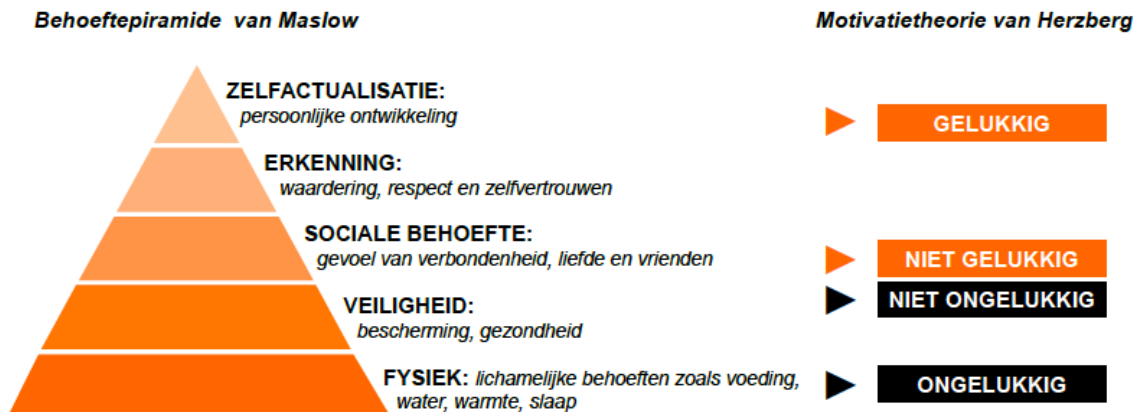 Behoeftepiramide van Maslow
Motivatietheorie van Herzberg
ZELFACTUALISATIE:
persoonlijke ontwikkeling
GELUKKIG
ERKENNING:
waardering, respect en zelfvertrouwen
SOCIALE BEHOEFTE:
gevoel van verbondenheid, liefde en vrienden
NIET GELUKKIG
VEILIGHEID:
bescherming, gezondheid
NIET ONGELUKKIG
FYSIEK: lichamelijke behoeften zoals voeding,
water, warmte, slaap
ONGELUKKIG